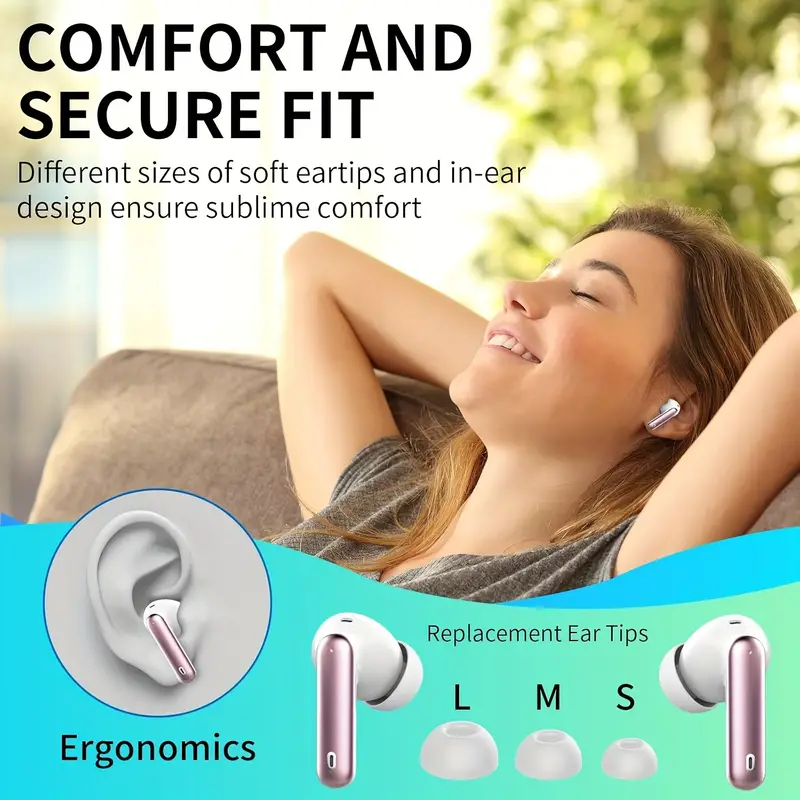 COMFORT AND
SECURE FIT
Different sizes of soft eartips and in-ear
design ensure sublime comfort
Replacement Ear Tips
L M S
Ergonomics